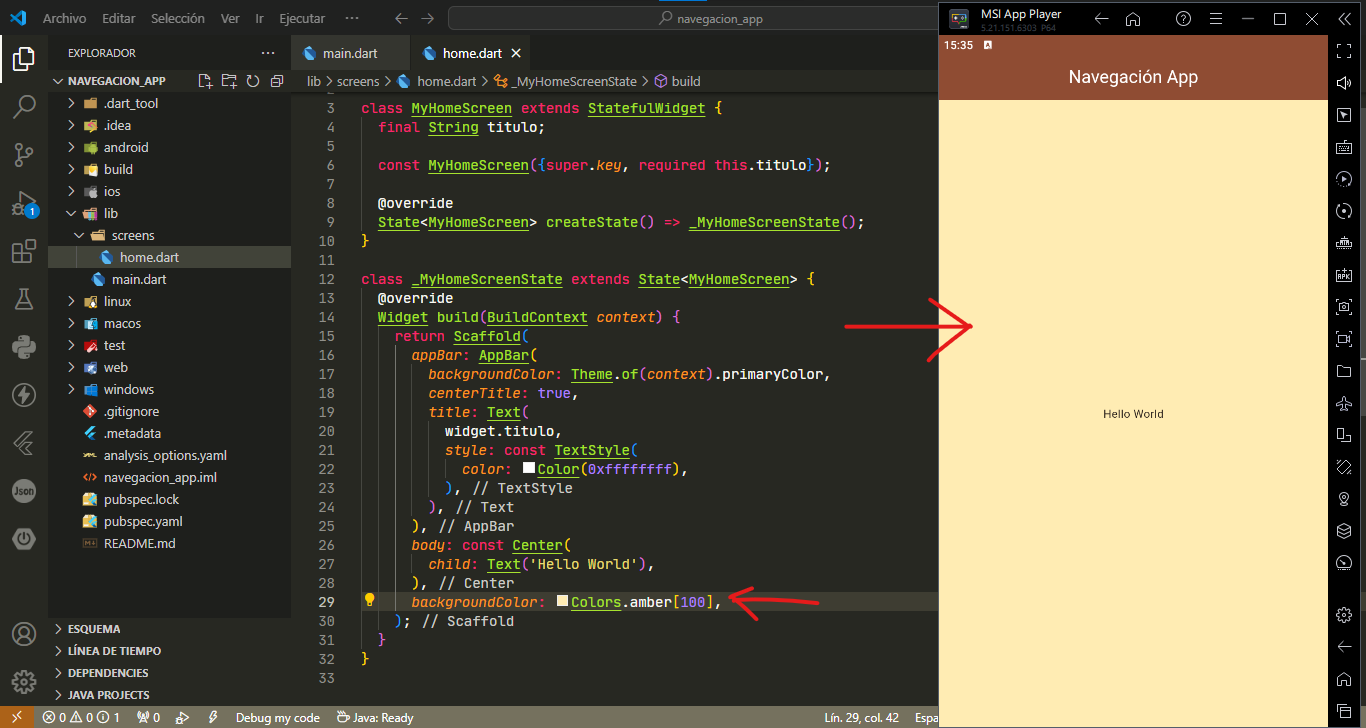 Archivo Editar Selección Ver Ir Ejecutar ···
navegacion_app
EXPLORADOR ···
NAVEGACION_APP
.dart_tool
.idea
android
build
ios
lib
screens
home.dart
main.dart
linux
macos
test
web
windows
.gitignore
.metadata
analysis_options.yaml
navegacion_app.iml
pubspec.lock
pubspec.yaml
README.md
ESQUEMA
LÍNEA DE TIEMPO
DEPENDENCIES
JAVA PROJECTS
1
Json
main.dart home.dart
lib > screens > home.dart > _MyHomeScreenState > build
3 class MyHomeScreen extends StatefulWidget {
4 final String titulo;
5
6 const MyHomeScreen({super.key, required this.titulo});
7
8 @override
9 State<MyHomeScreen> createState() => _MyHomeScreenState();
10 }
11
12 class _MyHomeScreenState extends State<MyHomeScreen> {
13 @override
14 Widget build(BuildContext context) {
15 return Scaffold(
16 appBar: AppBar(
17 backgroundColor: Theme.of(context).primaryColor,
18 centerTitle: true,
19 title: Text(
20 widget.titulo,
21 style: const TextStyle(
22 color: Color(0xffffffff),
23 ), // TextStyle
24 ), // Text
25 ), // AppBar
26 body: const Center(
27 child: Text('Hello World'),
28 ), // Center
29 backgroundColor: Colors.amber[100],
30 ); // Scaffold
31 }
32 }
33
0 0 1 0 Debug my code Java: Ready Lín. 29, col. 42 Espa
MSI App Player
5.21.151.6303 P64
15:35
Navegación App
Hello World
APK